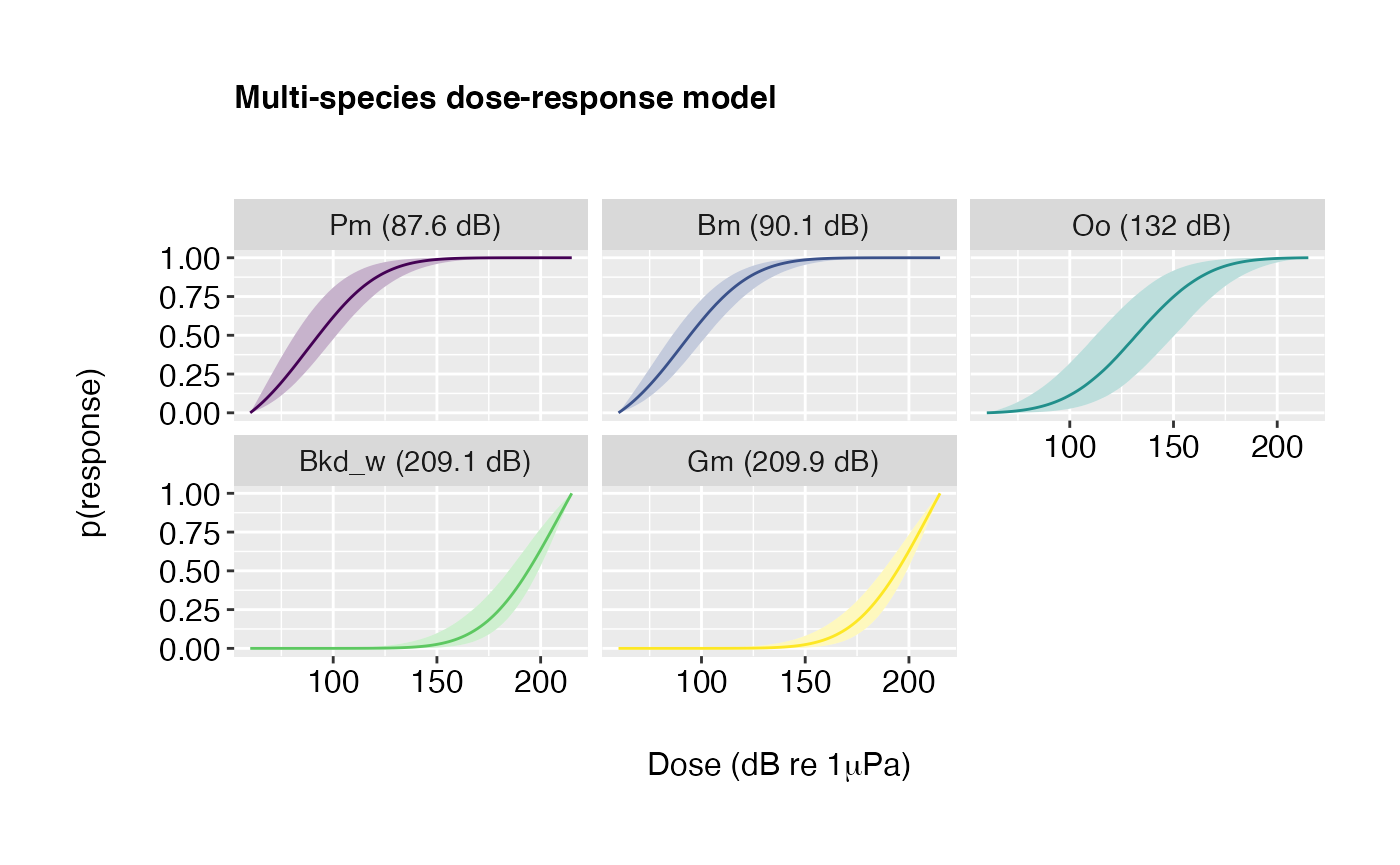 Multi-species dose-response model
Pm (87.6 dB)
Bm (90.1 dB)
Oo (132 dB)
1.00
0.75
0.50
0.25
0.00
100 150 200
p(response)
Bkd_w (209.1 dB)
Gm (209.9 dB)
1.00
0.75
0.50
0.25
0.00
100 150 200
100 150 200
Dose (dB re 1μPa)